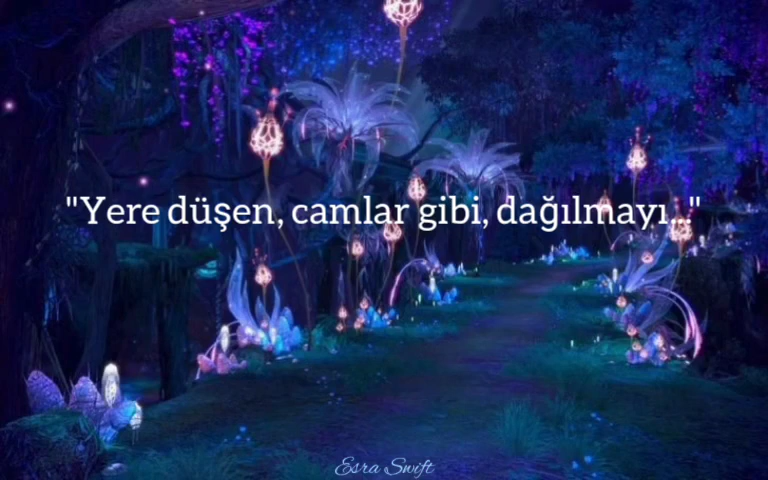 "Yere düşen, camlar gibi, dağılmayı..."
Esra Swift